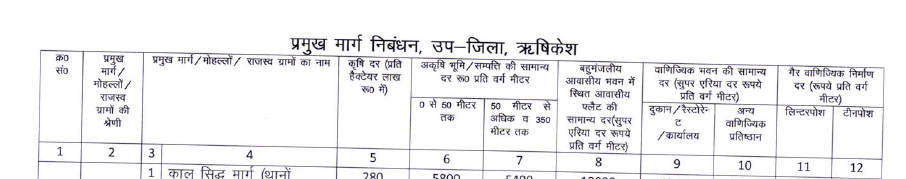 प्रमुख मार्ग निबंधन, उप–जिला, ऋषिकेश
क्र0 सं0
प्रमुख मार्ग/ मोहल्लों/ राजस्व ग्रामों की श्रेणी
प्रमुख मार्ग/मोहल्लों/ राजस्व ग्रामों का नाम
कृषि दर (प्रति हैक्टेयर लाख रू0 में)
अकृषि भूमि/सम्पति की सामान्य दर रू0 प्रति वर्ग मीटर
0 से 50 मीटर तक
50 मीटर से अधिक व 350 मीटर तक
बहुमंजलीय आवासीय भवन में स्थित आवासीय फ्लैट की सामान्य दर(सुपर एरिया दर रूपये प्रति वर्ग मीटर)
वाणिज्यिक भवन की सामान्य दर (सुपर एरिया दर रूपये प्रति वर्ग मीटर)
दुकान/रैस्टोरेन्ट /कार्यालय
अन्य वाणिज्यिक प्रतिष्ठान
गैर वाणिज्यिक निर्माण दर (रूपये प्रति वर्ग मीटर)
लिन्टरपोश
टीनपोश
1 2 3 4 5 6 7 8 9 10 11 12
1 काल सिद्ध मार्ग (थानों 280 5800 5400